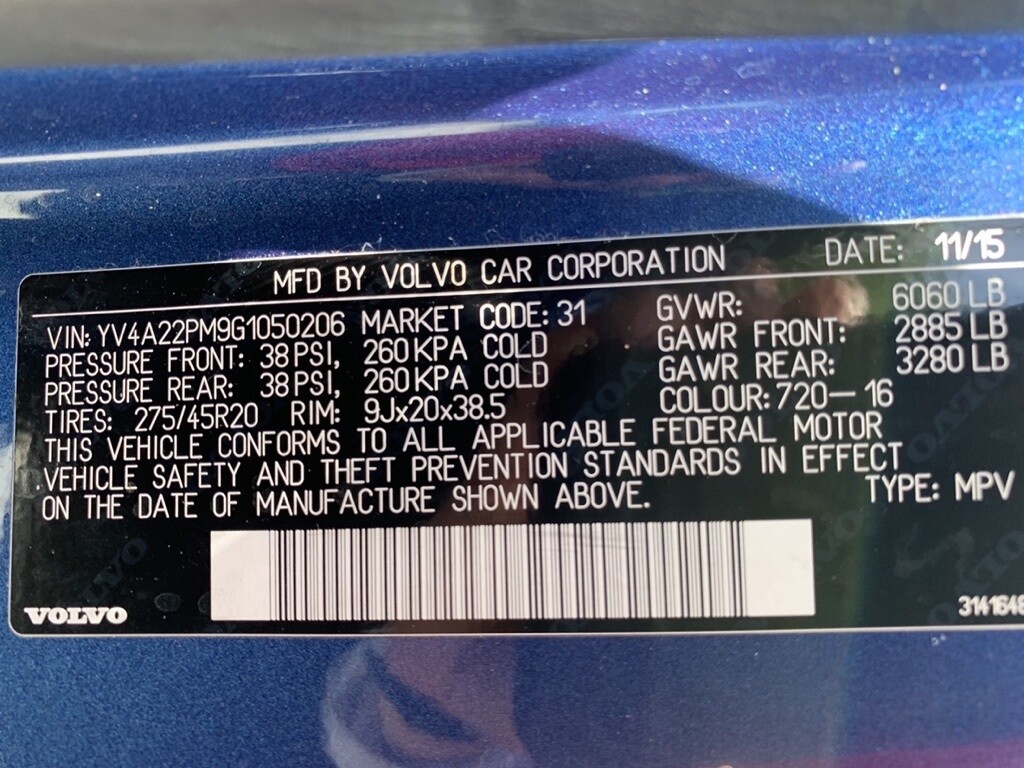 MFD BY VOLVO CAR CORPORATION DATE: 11/15
VIN: YV4A22PM9G1050206 MARKET CODE: 31 GVWR: 6060 LB
PRESSURE FRONT: 38 PSI, 260 KPA COLD GAWR FRONT: 2885 LB
PRESSURE REAR: 38 PSI, 260 KPA COLD GAWR REAR: 3280 LB
TIRES: 275/45R20 RIM: 9Jx20x38.5 COLOUR: 720-16
THIS VEHICLE CONFORMS TO ALL APPLICABLE FEDERAL MOTOR
VEHICLE SAFETY AND THEFT PREVENTION STANDARDS IN EFFECT
ON THE DATE OF MANUFACTURE SHOWN ABOVE. TYPE: MPV
VOLVO 3141648